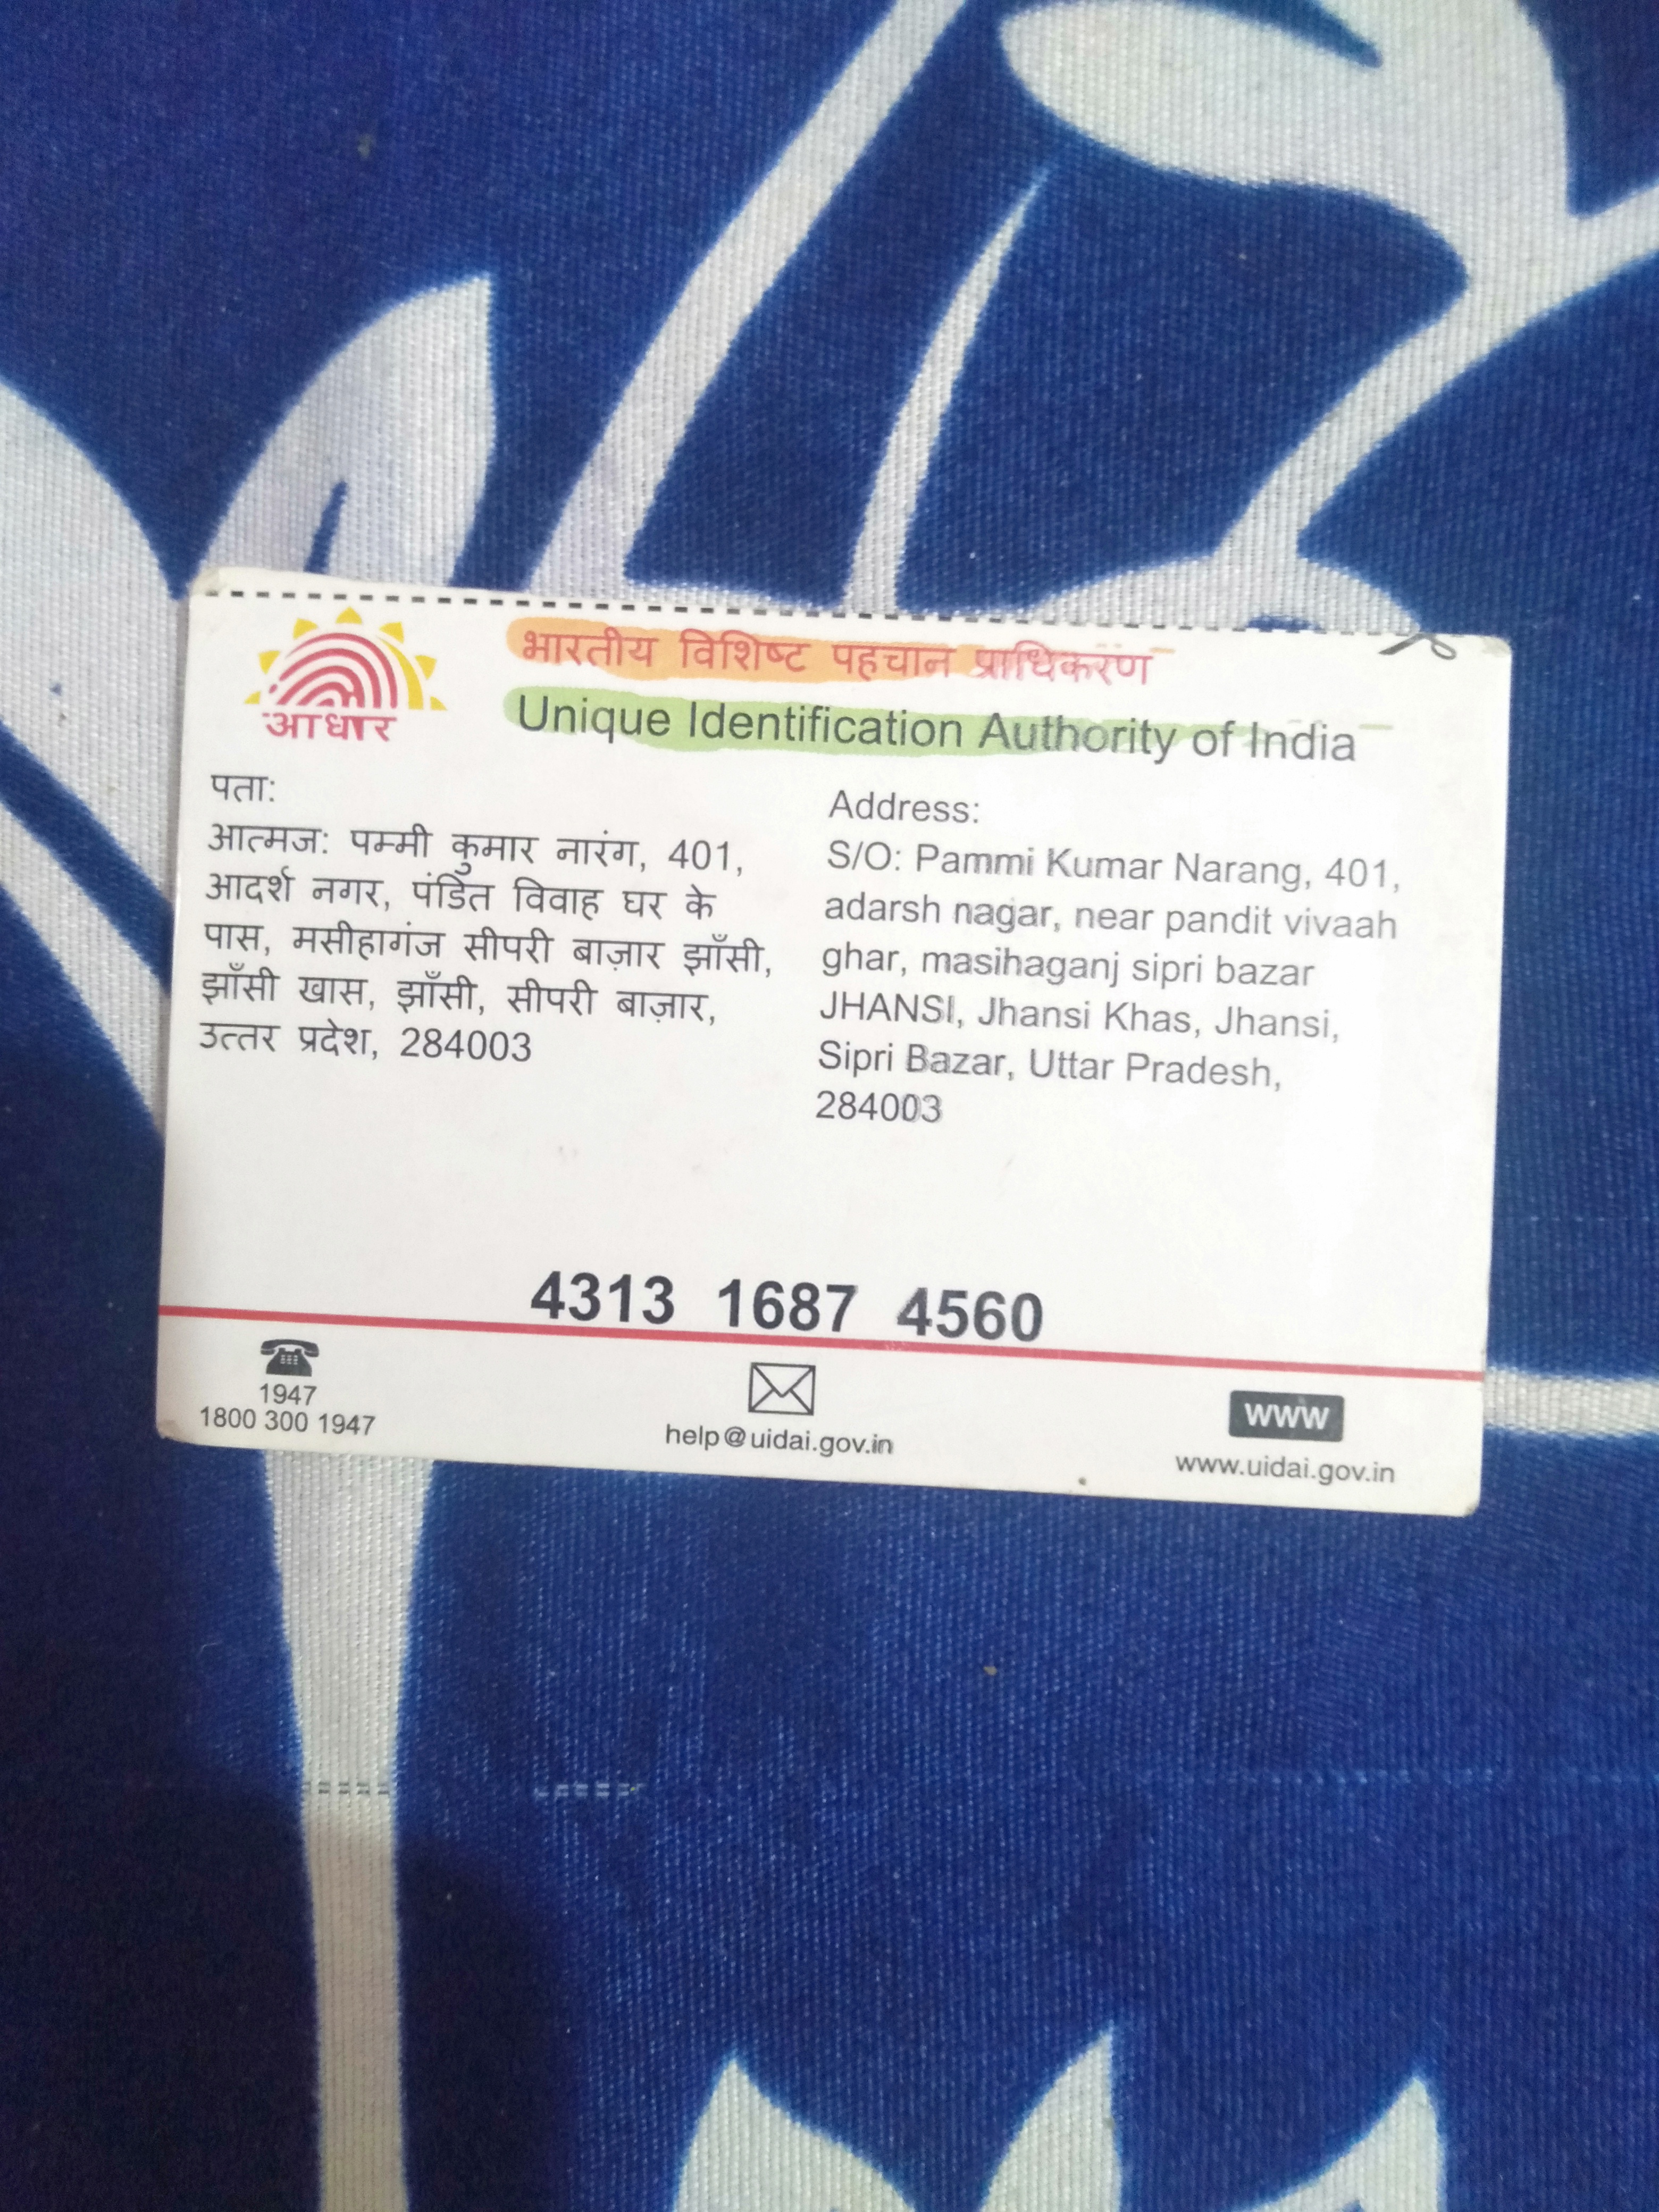 आधार
भारतीय विशिष्ट पहचान प्राधिकरण
Unique Identification Authority of India
पता:
आत्मज: पम्मी कुमार नारंग, 401,
आदर्श नगर, पंडित विवाह घर के
पास, मसीहागंज सीपरी बाज़ार झाँसी,
झाँसी खास, झाँसी, सीपरी बाज़ार,
उत्तर प्रदेश, 284003
Address:
S/O: Pammi Kumar Narang, 401,
adarsh nagar, near pandit vivaah
ghar, masihaganj sipri bazar
JHANSI, Jhansi Khas, Jhansi,
Sipri Bazar, Uttar Pradesh,
284003
4313 1687 4560
1947
1800 300 1947
help@uidai.gov.in
www
www.uidai.gov.in